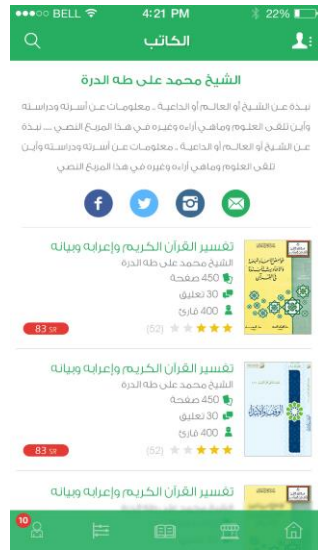 BELL 4:21 PM 22%
الكاتب
الشيخ محمد على طه الدرة
نبذة عن الشيخ أو العالم أو الداعية .. معلومات عن أسرته ودراسته
وأين تلقى العلوم وماهي أراءه وغيره في هذا المربع النصي .... نبذة
عن الشيخ أو العالم أو الداعية .. معلومات عن أسرته ودراسته وأين
تلقى العلوم وماهي أراءه وغيره في هذا المربع النصي
تفسير القرآن الكريم وإعرابه وبيانه
الشيخ محمد على طه الدرة
450 صفحة
30 تعليق
400 قارئ
(52)
83 SR
تفسير القرآن الكريم وإعرابه وبيانه
الشيخ محمد على طه الدرة
450 صفحة
30 تعليق
400 قارئ
(52)
83 SR
الوقف والابتداء
تفسير القرآن الكريم وإعرابه وبيانه
10